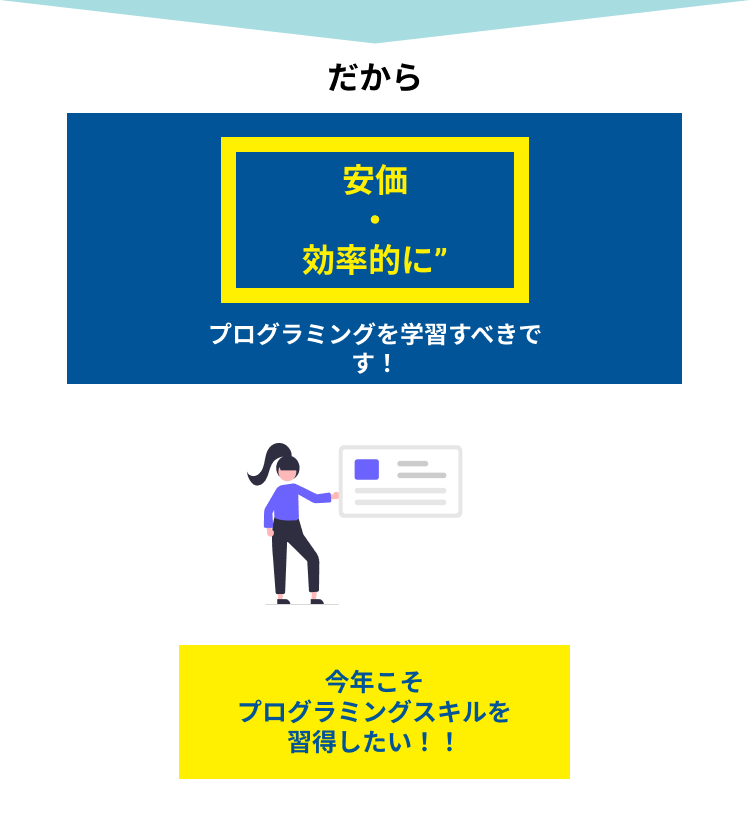 だから
安価
・
効率的に”
プログラミングを学習すべきで
す！
今年こそ
プログラミングスキルを
習得したい！！